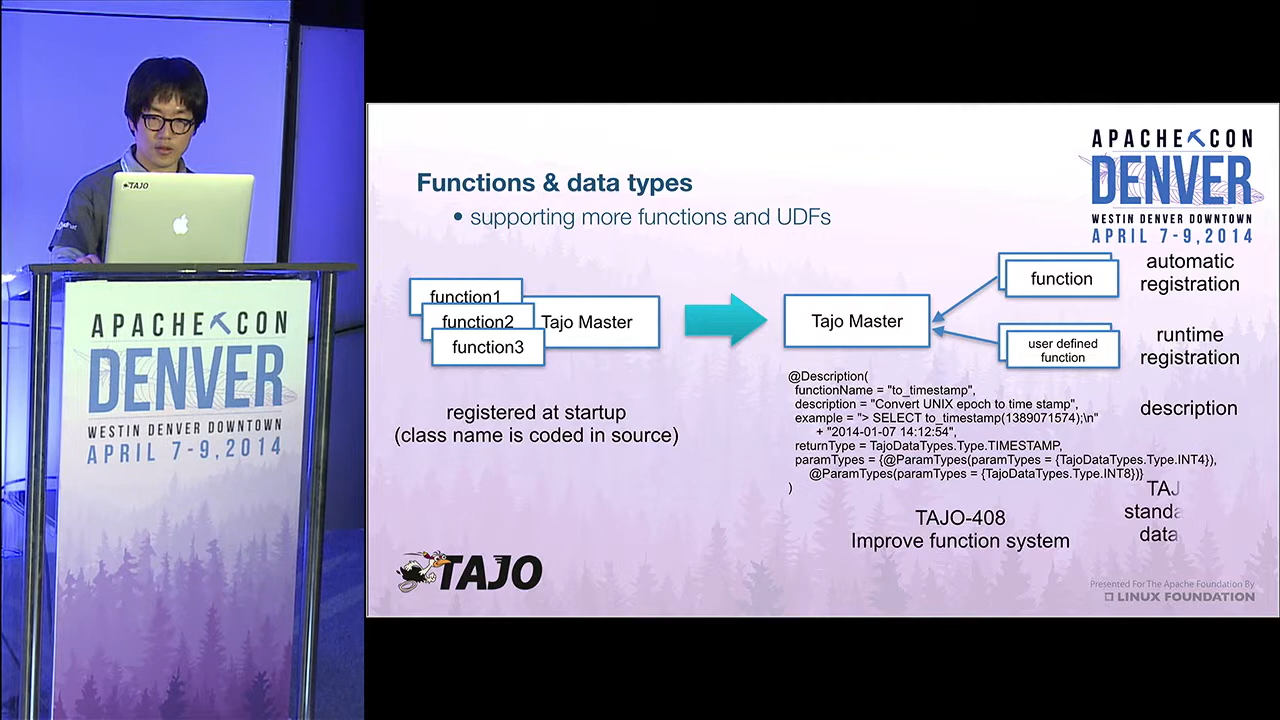 TAJO
APACHE CON
DENVER
WESTIN DENVER DOWNTOWN
APRIL 7-9,2014
APACHE CON
DENVER
WESTIN DENVER DOWNTOWN
APRIL 7-9,2014
Functions & data types
• supporting more functions and UDFs
function1
function2
function3
Tajo Master
registered at startup
(class name is coded in source)
Tajo Master
function
automatic
registration
user defined
function
runtime
registration
@Description(
functionName = "to_timestamp",
description = "Convert UNIX epoch to time stamp",
example = "> SELECT to_timestamp(1389071574);\n"
+ "2014-01-07 14:12:54",
returnType = TajoDataTypes.Type.TIMESTAMP,
paramTypes = {@ParamTypes(paramTypes = {TajoDataTypes.Type.INT4}),
@ParamTypes(paramTypes = {TajoDataTypes.Type.INT8})}
)
description
TAJO-408
Improve function system
TAJ
standa
data
TAJO
Presented For The Apache Foundation By
LINUX FOUNDATION